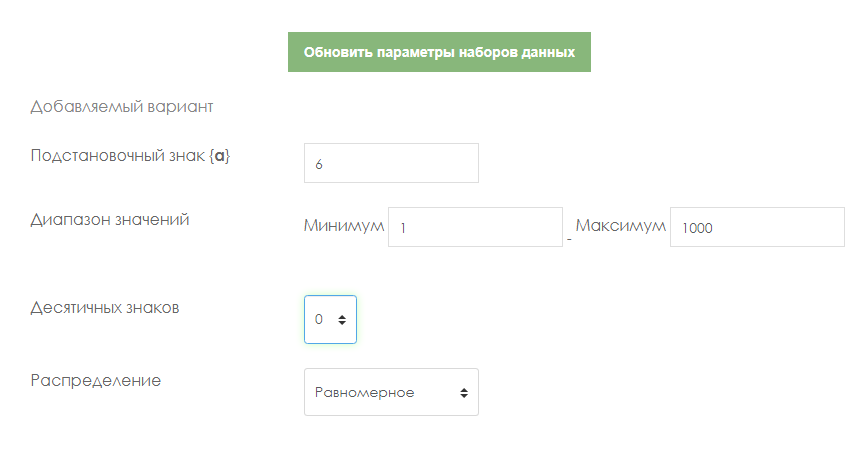 Обновить параметры наборов данных
Добавляемый вариант
Подстановочный знак {a} 6
Диапазон значений Минимум 1 - Максимум 1000
Десятичных знаков 0
Распределение Равномерное